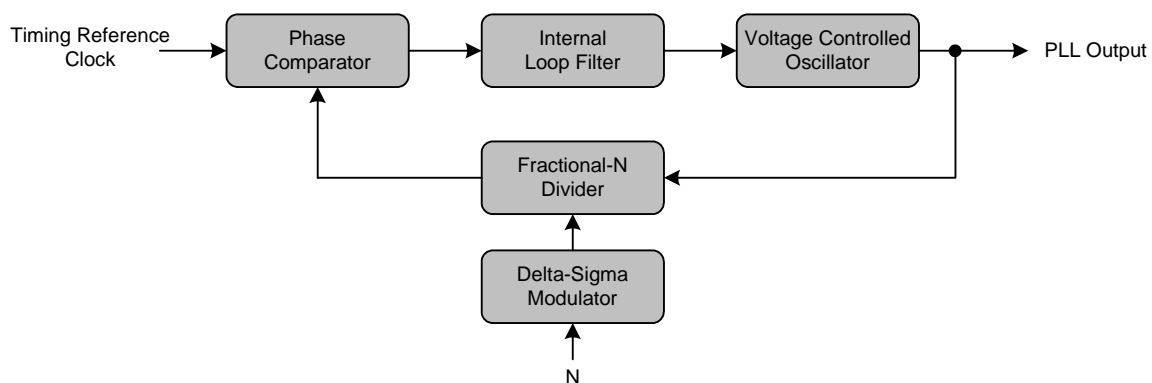 Timing Reference
Clock
Phase
Comparator
Internal
Loop Filter
Voltage Controlled
Oscillator
PLL Output
Fractional-N
Divider
Delta-Sigma
Modulator
N